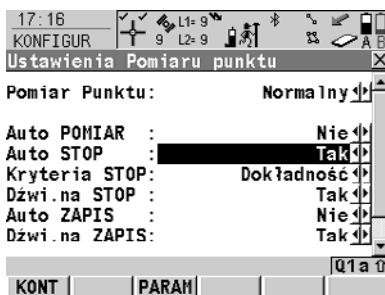 17:16
KONFIGUR
9 L1= 9
L2= 9
A B
Ustawienia Pomiaru punktu X
Pomiar Punktu: Normalny
Auto POMIAR : Nie
Auto STOP : Tak
Kryteria STOP: Dokładność
Dźwi.na STOP : Tak
Auto ZAPIS : Nie
Dźwi.na ZAPIS: Tak
Q1a
KONT PARAM